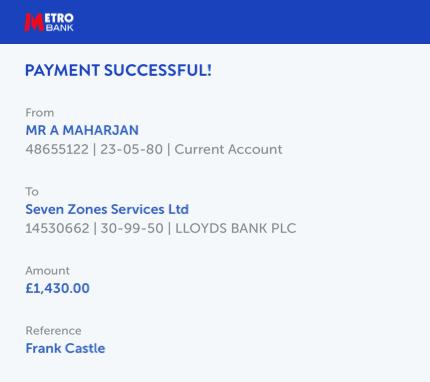 METRO
BANK
PAYMENT SUCCESSFUL!
From
MR A MAHARJAN
48655122 | 23-05-80 | Current Account
To
Seven Zones Services Ltd
14530662 | 30-99-50 | LLOYDS BANK PLC
Amount
£1,430.00
Reference
Frank Castle